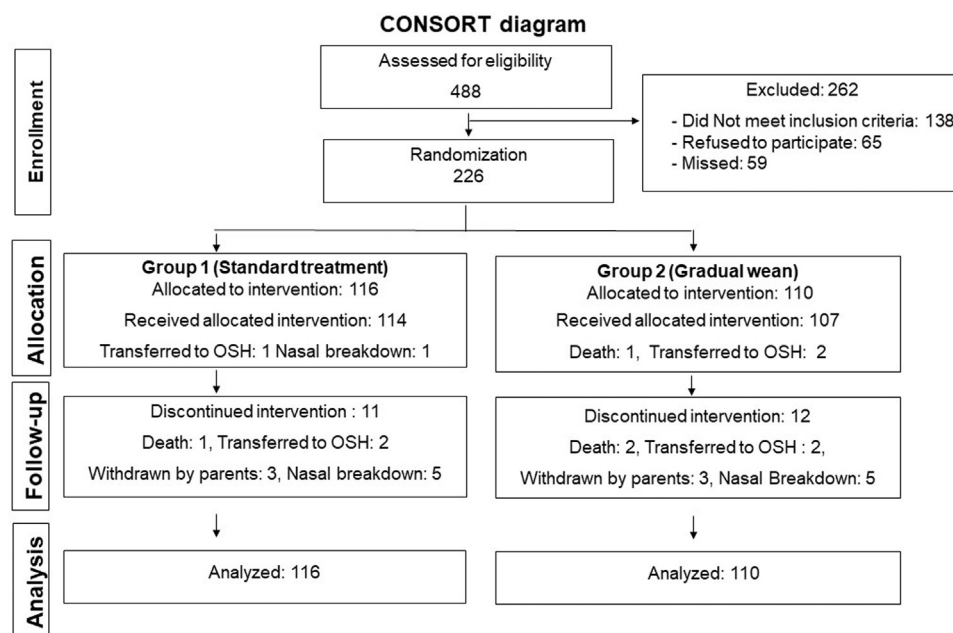 CONSORT diagram
Enrollment
Assessed for eligibility
488
Excluded: 262
- Did Not meet inclusion criteria: 138
- Refused to participate: 65
- Missed: 59
Randomization
226
Allocation
Group 1 (Standard treatment)
Allocated to intervention: 116
Received allocated intervention: 114
Transferred to OSH: 1 Nasal breakdown: 1
Group 2 (Gradual wean)
Allocated to intervention: 110
Received allocated intervention: 107
Death: 1, Transferred to OSH: 2
Follow-up
Discontinued intervention : 11
Death: 1, Transferred to OSH: 2
Withdrawn by parents: 3, Nasal breakdown: 5
Discontinued intervention: 12
Death: 2, Transferred to OSH : 2,
Withdrawn by parents: 3, Nasal Breakdown: 5
Analysis
Analyzed: 116
Analyzed: 110